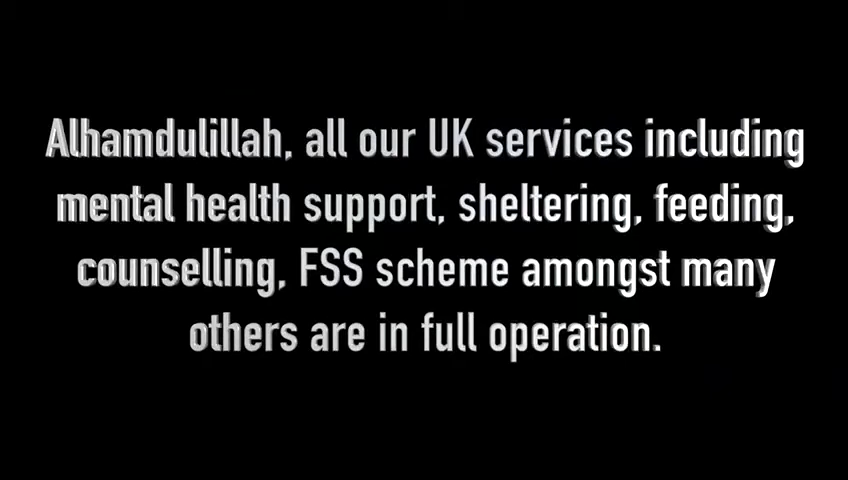 Alhamdulillah, all our UK services including
mental health support, sheltering, feeding,
counselling, FSS scheme amongst many
others are in full operation.